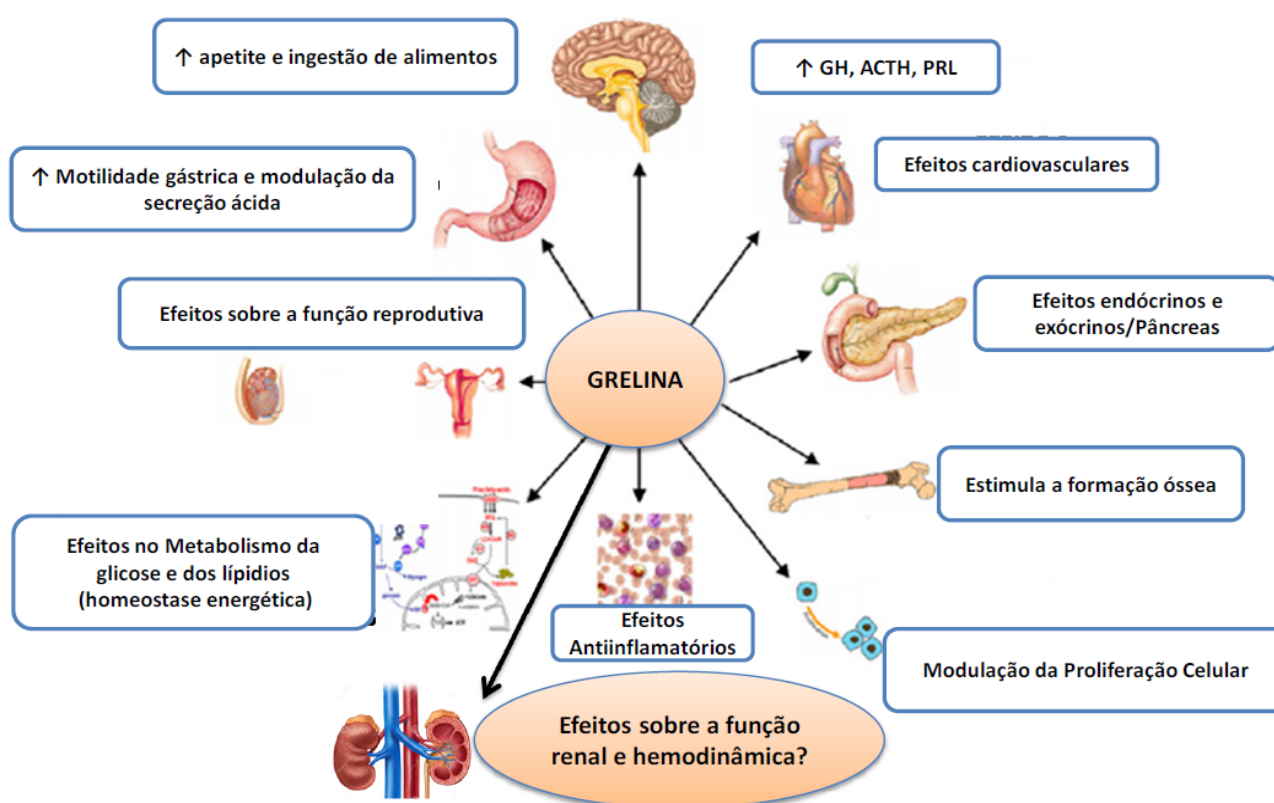 ↑ apetite e ingestão de alimentos
↑ GH, ACTH, PRL
Efeitos cardiovasculares
↑ Motilidade gástrica e modulação da
secreção ácida
Efeitos endócrinos e
exócrinos/Pâncreas
Efeitos sobre a função reprodutiva
GRELINA
Estimula a formação óssea
Efeitos no Metabolismo da
glicose e dos lípidios
(homeostase energética)
Efeitos
Antiinflamatórios
Modulação da Proliferação Celular
Efeitos sobre a função
renal e hemodinâmica?